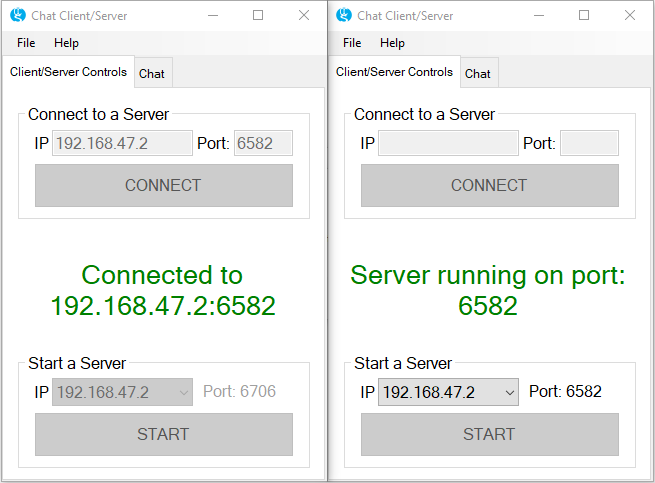 Chat Client/Server
File Help
Client/Server Controls Chat
Connect to a Server
IP 192.168.47.2 Port: 6582
CONNECT
Connected to
192.168.47.2:6582
Start a Server
IP 192.168.47.2 Port: 6706
START
Chat Client/Server
File Help
Client/Server Controls Chat
Connect to a Server
IP Port:
CONNECT
Server running on port:
6582
Start a Server
IP 192.168.47.2 Port: 6582
START